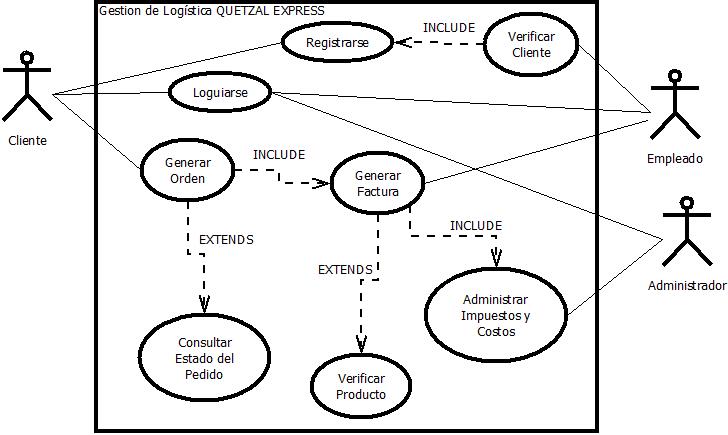 Gestion de Logística QUETZAL EXPRESS
Registrarse
INCLUDE
Verificar
Cliente
Loguiarse
Cliente
Empleado
Generar
Orden
INCLUDE
Generar
Factura
INCLUDE
EXTENDS
EXTENDS
Administrador
Administrar
Impuestos y
Costos
Consultar
Estado del
Pedido
Verificar
Producto